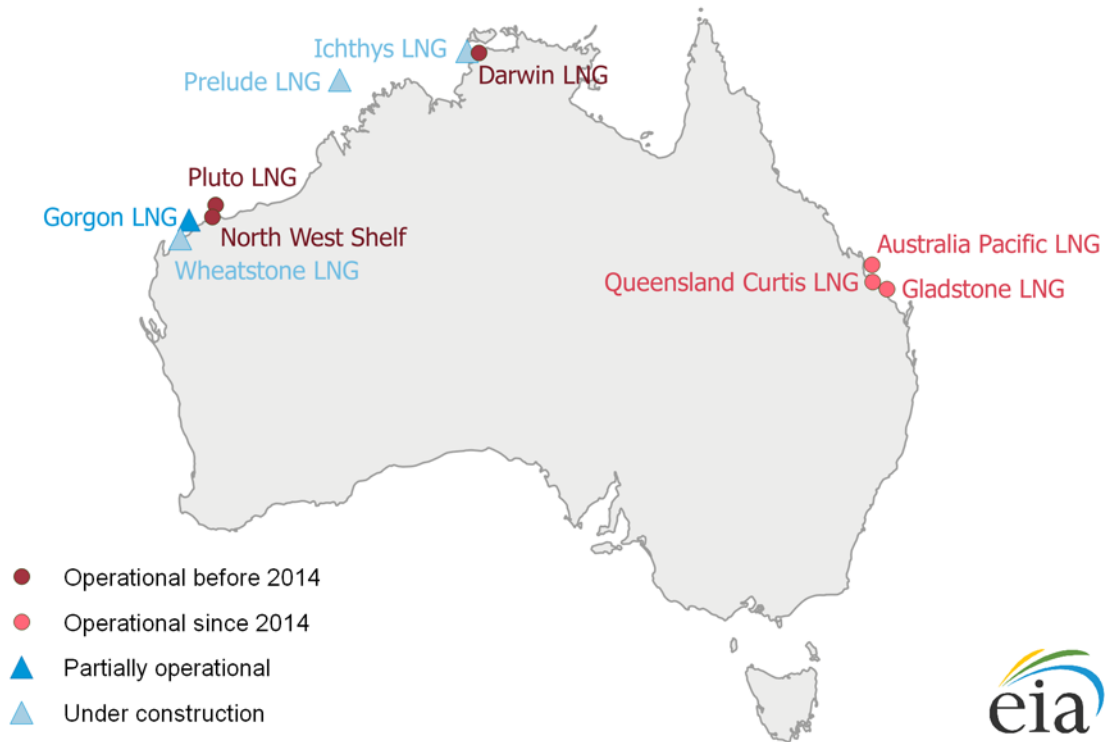 Ichthys LNG
Darwin LNG
Prelude LNG
Pluto LNG
Gorgon LNG
North West Shelf
Wheatstone LNG
Australia Pacific LNG
Queensland Curtis LNG
Gladstone LNG
Operational before 2014
Operational since 2014
Partially operational
Under construction
eia